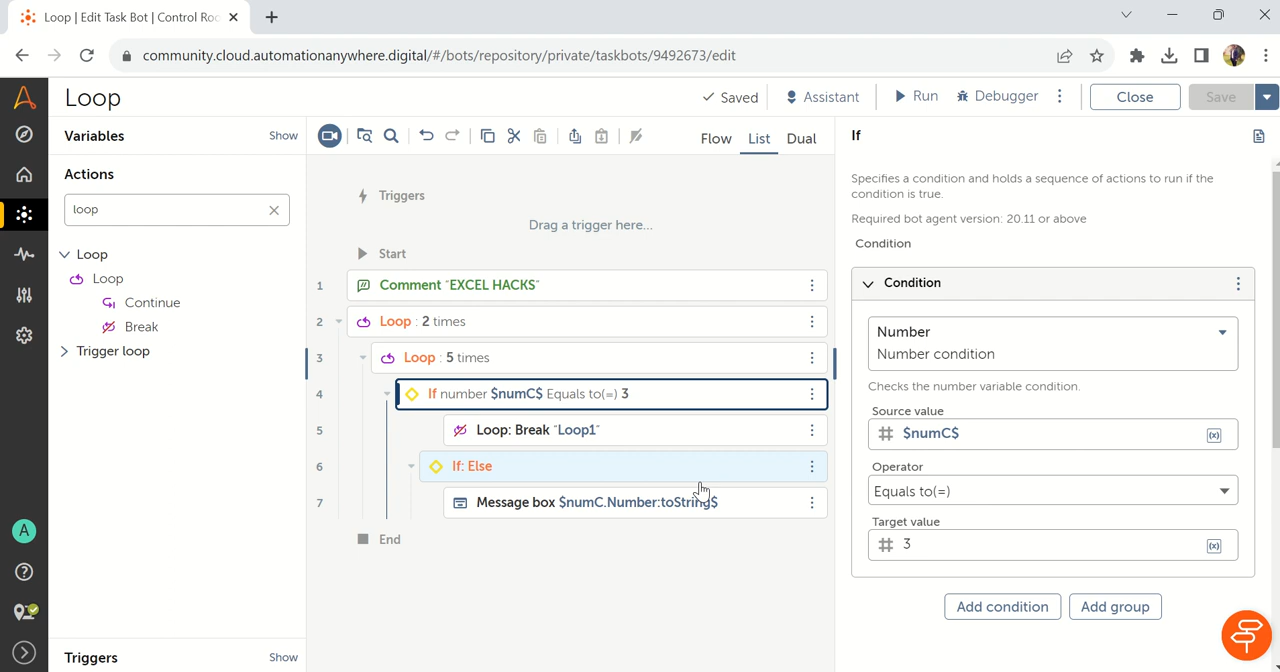 Loop | Edit Task Bot | Control Roo
community.cloud.automationanywhere.digital/#/bots/repository/private/taskbots/9492673/edit
Loop
Saved
Assistant
Run
Debugger
Close
Save
Variables
Show
Actions
loop
Loop
Loop
Continue
Break
Trigger loop
Triggers
Show
Flow
List
Dual
Triggers
Drag a trigger here...
Start
1 Comment "EXCEL HACKS"
2 Loop : 2 times
3 Loop : 5 times
4 If number $numC$ Equals to(=) 3
5 Loop: Break "Loop1"
6 If: Else
7 Message box $numC.Number:toString$
End
If
Specifies a condition and holds a sequence of actions to run if the
condition is true.
Required bot agent version: 20.11 or above
Condition
Condition
Number
Number condition
Checks the number variable condition.
Source value
$numC$
(x)
Operator
Equals to(=)
Target value
3
(x)
Add condition
Add group
A